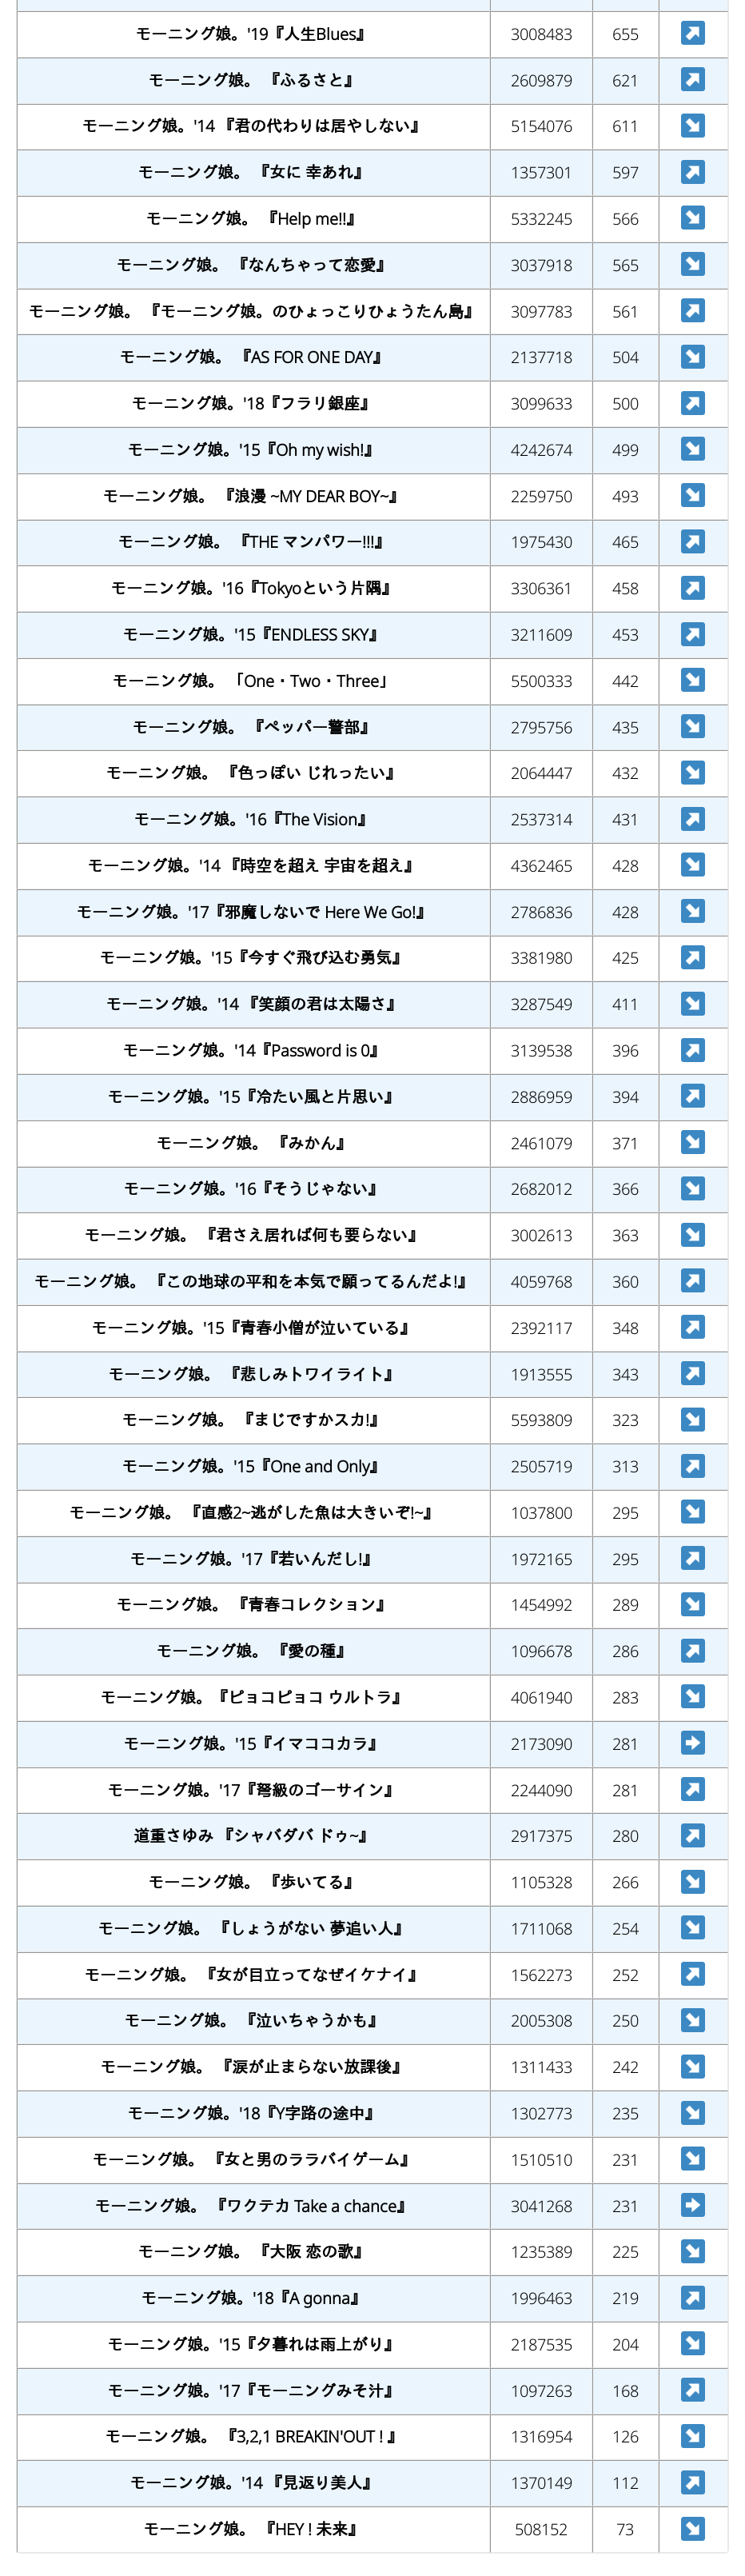 モーニング娘。'19『人生Blues』 3008483 655
モーニング娘。 『ふるさと』 2609879 621
モーニング娘。'14 『君の代わりは居やしない』 5154076 611
モーニング娘。 『女に 幸あれ』 1357301 597
モーニング娘。 『Help me!!』 5332245 566
モーニング娘。 『なんちゃって恋愛』 3037918 565
モーニング娘。 『モーニング娘。のひょっこりひょうたん島』 3097783 561
モーニング娘。 『AS FOR ONE DAY』 2137718 504
モーニング娘。'18『フラリ銀座』 3099633 500
モーニング娘。'15『Oh my wish!』 4242674 499
モーニング娘。 『浪漫 ~MY DEAR BOY~』 2259750 493
モーニング娘。 『THE マンパワー!!!』 1975430 465
モーニング娘。'16『Tokyoという片隅』 3306361 458
モーニング娘。'15『ENDLESS SKY』 3211609 453
モーニング娘。 「One・Two・Three」 5500333 442
モーニング娘。 『ペッパー警部』 2795756 435
モーニング娘。 『色っぽい じれったい』 2064447 432
モーニング娘。'16『The Vision』 2537314 431
モーニング娘。'14 『時空を超え 宇宙を超え』 4362465 428
モーニング娘。'17『邪魔しないで Here We Go!』 2786836 428
モーニング娘。'15『今すぐ飛び込む勇気』 3381980 425
モーニング娘。'14 『笑顔の君は太陽さ』 3287549 411
モーニング娘。'14『Password is 0』 3139538 396
モーニング娘。'15『冷たい風と片思い』 2886959 394
モーニング娘。 『みかん』 2461079 371
モーニング娘。'16『そうじゃない』 2682012 366
モーニング娘。 『君さえ居れば何も要らない』 3002613 363
モーニング娘。 『この地球の平和を本気で願ってるんだよ!』 4059768 360
モーニング娘。'15『青春小僧が泣いている』 2392117 348
モーニング娘。 『悲しみトワイライト』 1913555 343
モーニング娘。 『まじですかスカ!』 5593809 323
モーニング娘。'15『One and Only』 2505719 313
モーニング娘。 『直感2~逃がした魚は大きいぞ!~』 1037800 295
モーニング娘。'17『若いんだし!』 1972165 295
モーニング娘。 『青春コレクション』 1454992 289
モーニング娘。 『愛の種』 1096678 286
モーニング娘。『ピョコピョコ ウルトラ』 4061940 283
モーニング娘。'15『イマココカラ』 2173090 281
モーニング娘。'17『弩級のゴーサイン』 2244090 281
道重さゆみ 『シャバダバ ドゥ~』 2917375 280
モーニング娘。 『歩いてる』 1105328 266
モーニング娘。 『しょうがない 夢追い人』 1711068 254
モーニング娘。 『女が目立ってなぜイケナイ』 1562273 252
モーニング娘。 『泣いちゃうかも』 2005308 250
モーニング娘。 『涙が止まらない放課後』 1311433 242
モーニング娘。'18『Y字路の途中』 1302773 235
モーニング娘。 『女と男のララバイゲーム』 1510510 231
モーニング娘。 『ワクテカ Take a chance』 3041268 231
モーニング娘。 『大阪 恋の歌』 1235389 225
モーニング娘。'18『A gonna』 1996463 219
モーニング娘。'15『夕暮れは雨上がり』 2187535 204
モーニング娘。'17『モーニングみそ汁』 1097263 168
モーニング娘。 『3,2,1 BREAKIN'OUT ! 』 1316954 126
モーニング娘。'14 『見返り美人』 1370149 112
モーニング娘。 『HEY ! 未来』 508152 73